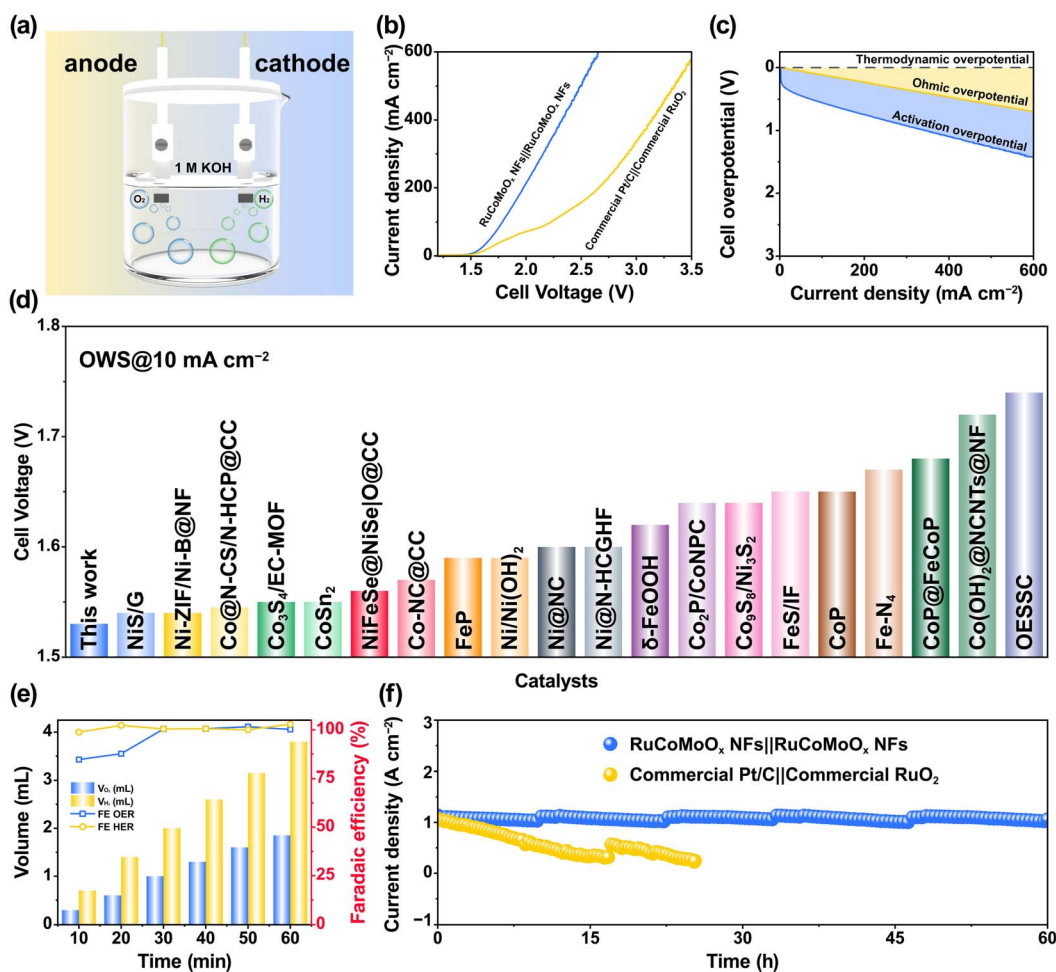 (a)
anode
cathode
1 M KOH
O₂
H₂
(b)
Current density (mA cm⁻²)
600
400
200
0
RuCoMoOₓ NFs||RuCoMoOₓ NFs
Commercial Pt/C||Commercial RuO₂
1.5
2.0
2.5
3.0
3.5
Cell Voltage (V)
(c)
Cell overpotential (V)
0
1
2
3
Thermodynamic overpotential
Ohmic overpotential
Activation overpotential
0
200
400
600
Current density (mA cm⁻²)
(d)
OWS@10 mA cm⁻²
Cell Voltage (V)
1.8
1.7
1.6
1.5
This work
NiS/G
Ni-ZIF/Ni-B@NF
Co@N-CS/N-HCP@CC
Co₃S₄/EC-MOF
CoSn₂
NiFeSe@NiSe|O@CC
Co-NC@CC
FeP
Ni/Ni(OH)₂
Ni@NC
Ni@N-HCGHF
δ-FeOOH
Co₂P/CoNPC
Co₉S₈/Ni₃S₂
FeS/IF
CoP
Fe-N₄
CoP@FeCoP
Co(OH)₂@NCNTs@NF
OESSC
Catalysts
(e)
Volume (mL)
4
3
2
1
0
V_O₂ (mL)
V_H₂ (mL)
FE OER
FE HER
100
75
50
25
0
Faradaic efficiency (%)
10
20
30
40
50
60
Time (min)
(f)
Current density (A cm⁻²)
3
2
1
0
−1
RuCoMoOₓ NFs||RuCoMoOₓ NFs
Commercial Pt/C||Commercial RuO₂
0
15
30
45
60
Time (h)